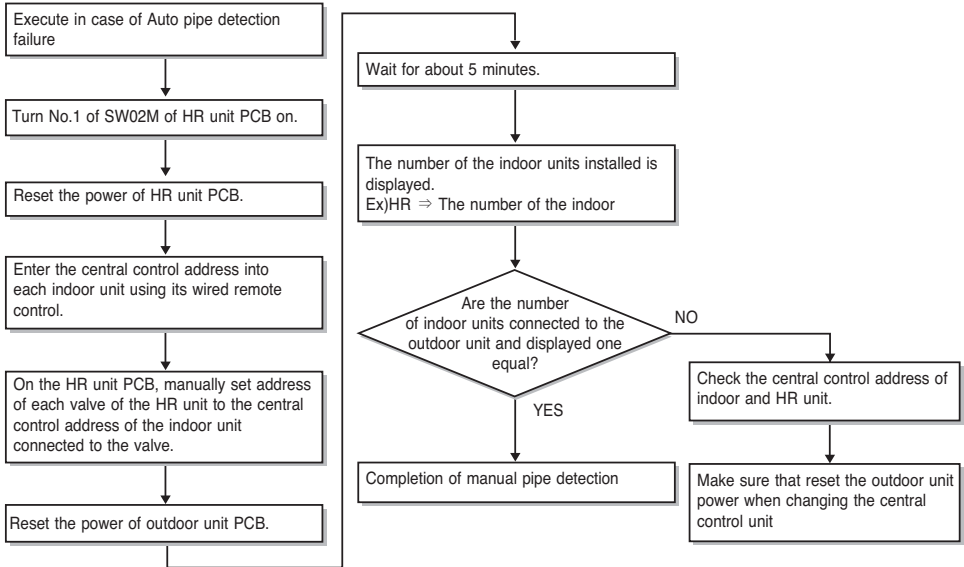 Execute in case of Auto pipe detection
failure
Turn No.1 of SW02M of HR unit PCB on.
Reset the power of HR unit PCB.
Enter the central control address into
each indoor unit using its wired remote
control.
On the HR unit PCB, manually set address
of each valve of the HR unit to the central
control address of the indoor unit
connected to the valve.
Reset the power of outdoor unit PCB.
Wait for about 5 minutes.
The number of the indoor units installed is
displayed.
Ex)HR ⇒ The number of the indoor
Are the number
of indoor units connected to the
outdoor unit and displayed one
equal?
NO
YES
Completion of manual pipe detection
Check the central control address of
indoor and HR unit.
Make sure that reset the outdoor unit
power when changing the central
control unit